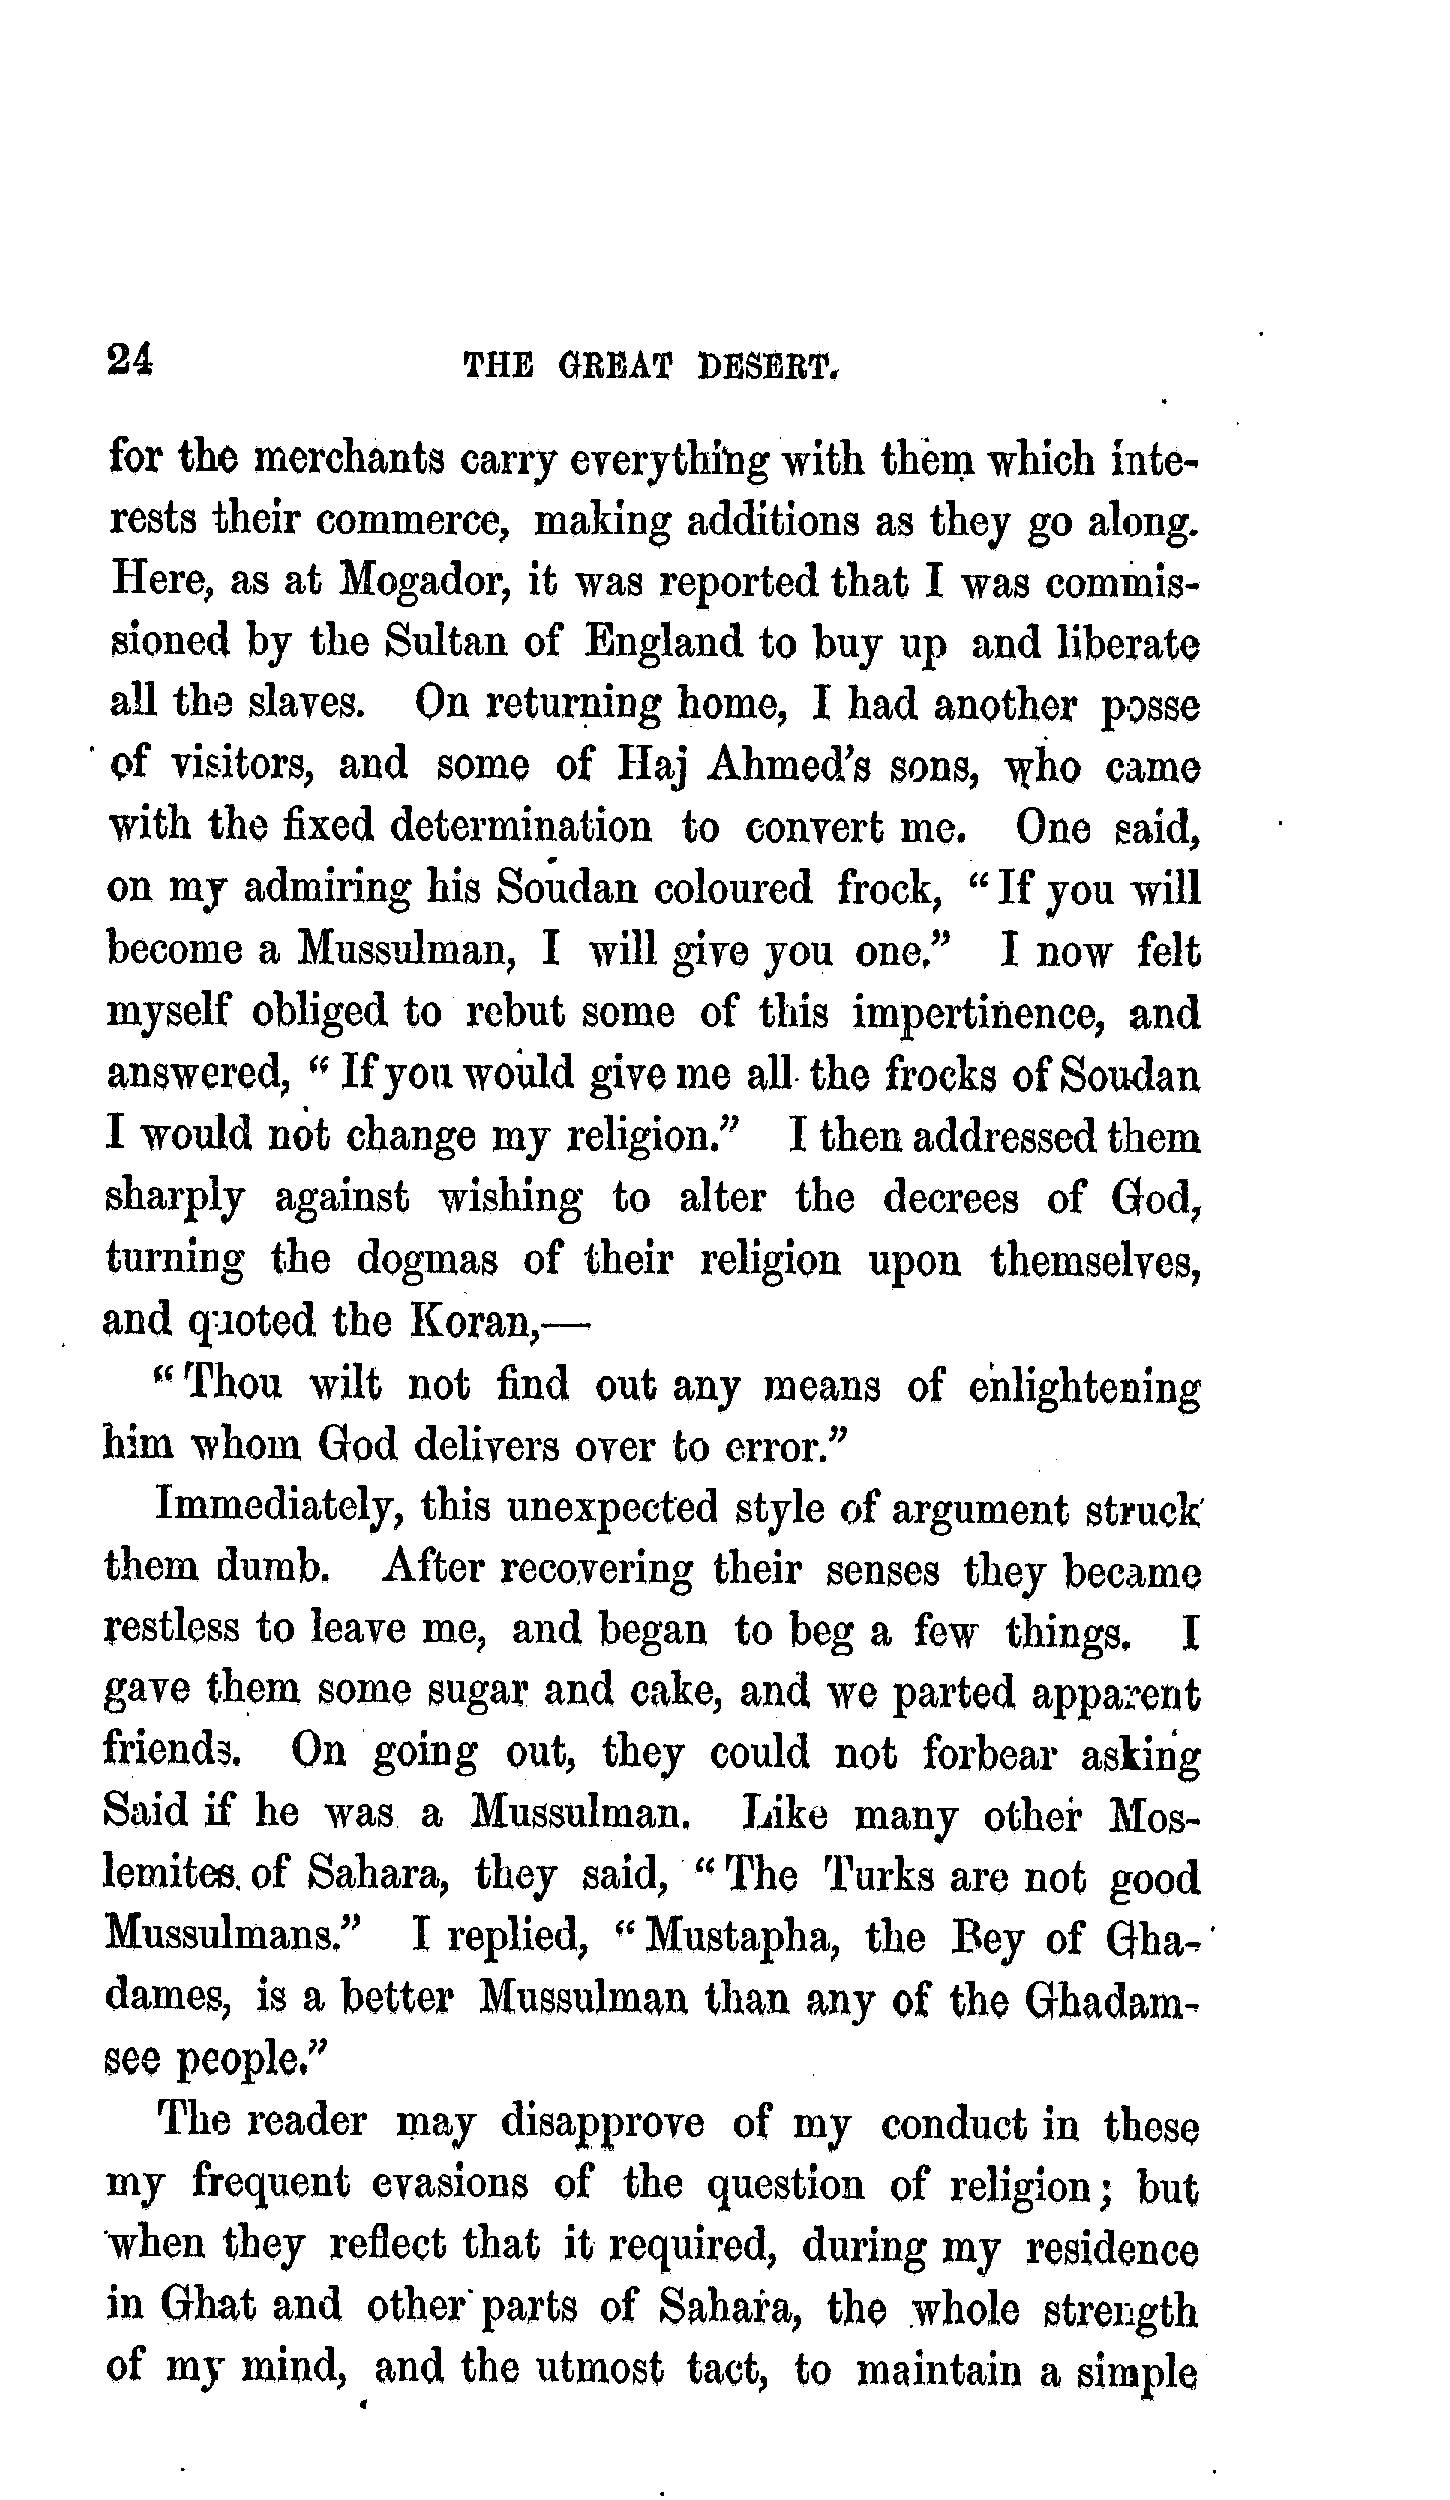 24 THE GREAT DESERT.
for the merchants carry everything with them which inte-
rests their commerce, making additions as they go along.
Here, as at Mogador, it was reported that I was commis-
sioned by the Sultan of England to buy up and liberate
all the slaves. On returning home, I had another posse
of visitors, and some of Haj Ahmed's sons, who came
with the fixed determination to convert me. One said,
on my admiring his Soudan coloured frock, "If you will
become a Mussulman, I will give you one." I now felt
myself obliged to rebut some of this impertinence, and
answered, "If you would give me all the frocks of Soudan
I would not change my religion." I then addressed them
sharply against wishing to alter the decrees of God,
turning the dogmas of their religion upon themselves,
and quoted the Koran,—
"Thou wilt not find out any means of enlightening
him whom God delivers over to error."
Immediately, this unexpected style of argument struck
them dumb. After recovering their senses they became
restless to leave me, and began to beg a few things. I
gave them some sugar and cake, and we parted apparent
friends. On going out, they could not forbear asking
Said if he was a Mussulman. Like many other Mos-
lemites of Sahara, they said, "The Turks are not good
Mussulmans." I replied, "Mustapha, the Bey of Gha-
dames, is a better Mussulman than any of the Ghadam-
see people."
The reader may disapprove of my conduct in these
my frequent evasions of the question of religion; but
when they reflect that it required, during my residence
in Ghat and other parts of Sahara, the whole strength
of my mind, and the utmost tact, to maintain a simple